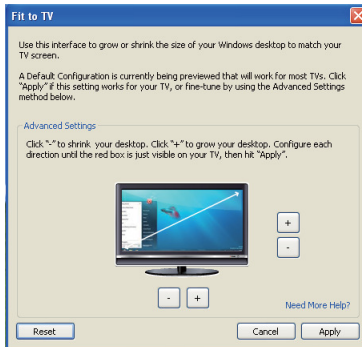 Fit to TV
Use this interface to grow or shrink the size of your Windows desktop to match your
TV screen.
A Default Configuration is currently being previewed that will work for most TVs. Click
"Apply" if this setting works for your TV, or fine-tune by using the Advanced Settings
method below.
Advanced Settings
Click "-" to shrink your desktop. Click "+" to grow your desktop. Configure each
direction until the red box is just visible on your TV, then hit "Apply".
+
-
- +
Need More Help?
Reset Cancel Apply